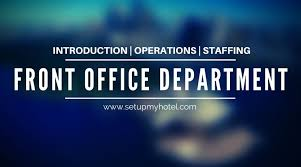 INTRODUCTION | OPERATIONS | STAFFING
FRONT OFFICE DEPARTMENT
www.setupmyhotel.com